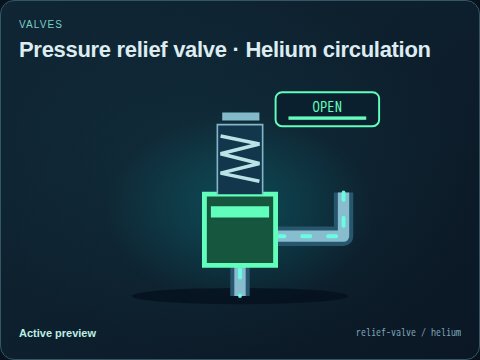 VALVES
Pressure relief valve · Helium circulation
OPEN
Active preview
relief-valve / helium